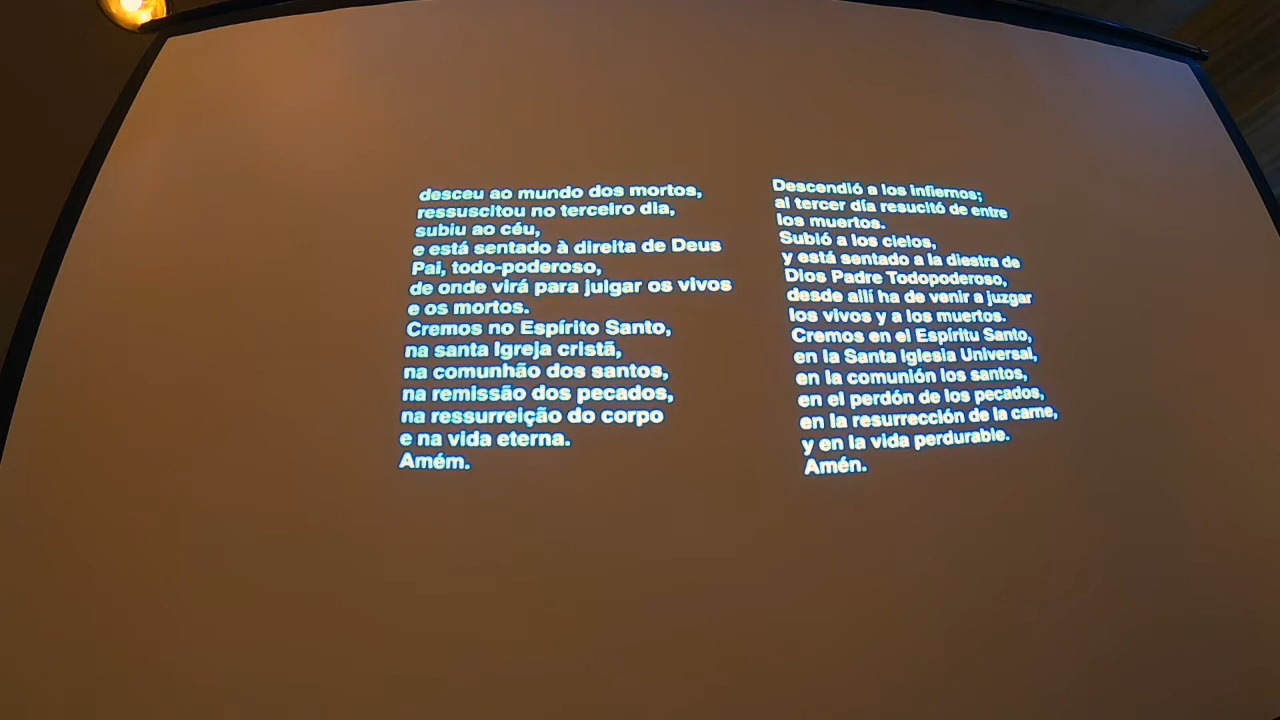 desceu ao mundo dos mortos,
ressuscitou no terceiro dia,
subiu ao céu,
e está sentado à direita de Deus
Pai, todo-poderoso,
de onde virá para julgar os vivos
e os mortos.
Cremos no Espírito Santo,
na santa Igreja cristã,
na comunhão dos santos,
na remissão dos pecados,
na ressurreição do corpo
e na vida eterna.
Amém.
Descendió a los infiernos;
al tercer día resucitó de entre
los muertos.
Subió a los cielos,
y está sentado a la diestra de
Dios Padre Todopoderoso,
desde allí ha de venir a juzgar
los vivos y a los muertos.
Cremos en el Espíritu Santo,
en la Santa Iglesia Universal,
en la comunión los santos,
en el perdón de los pecados,
en la resurrección de la carne,
y en la vida perdurable.
Amén.